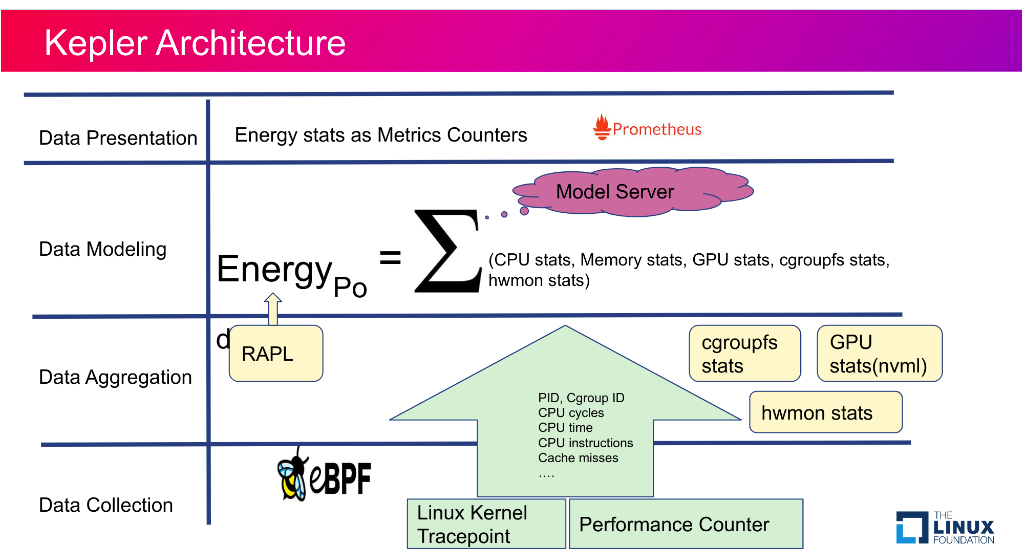 Kepler Architecture
Data Presentation
Energy stats as Metrics Counters
Prometheus
Model Server
Data Modeling
Energy Po
d
= ∑
(CPU stats, Memory stats, GPU stats, cgroupfs stats,
hwmon stats)
Data Aggregation
RAPL
cgroupfs
stats
GPU
stats(nvml)
hwmon stats
PID, Cgroup ID
CPU cycles
CPU time
CPU instructions
Cache misses
....
Data Collection
eBPF
Linux Kernel
Tracepoint
Performance Counter
THE
LINUX
FOUNDATION